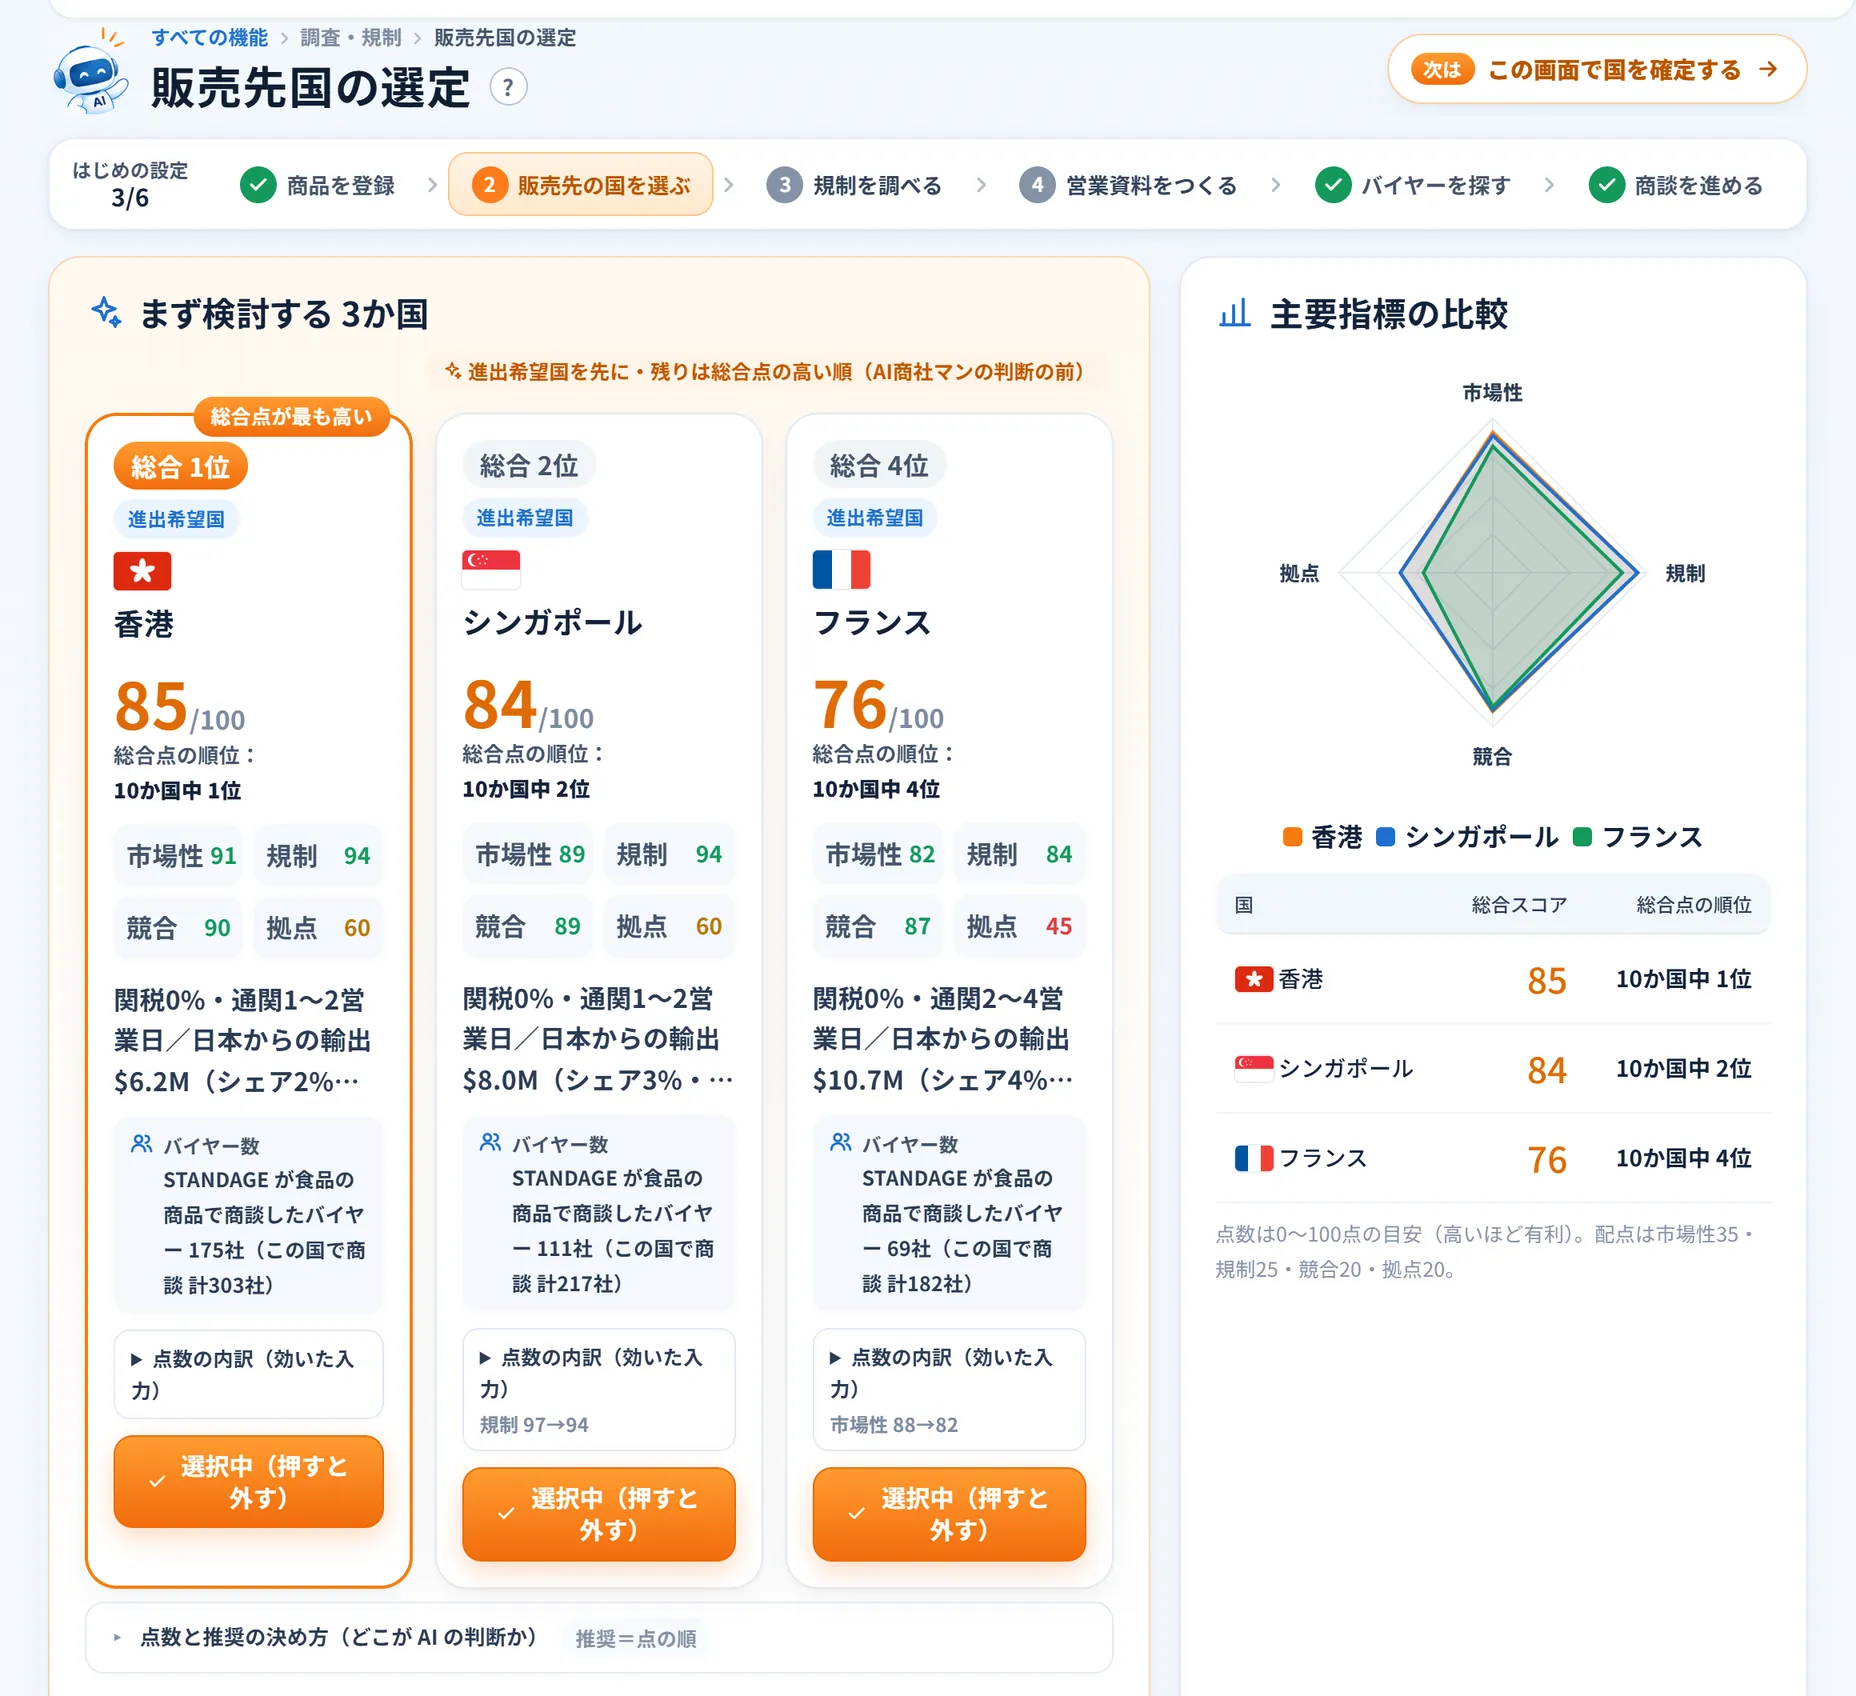 すべての機能 › 調査・規制 › 販売先国の選定
販売先国の選定 ?
次は この画面で国を確定する →
AI
はじめの設定
3/6
商品を登録
2 販売先の国を選ぶ
3 規制を調べる
4 営業資料をつくる
バイヤーを探す
商談を進める
まず検討する 3か国
進出希望国を先に・残りは総合点の高い順（AI商社マンの判断の前）
総合点が最も高い
総合 1位
進出希望国
香港
85/100
総合点の順位：
10か国中 1位
市場性 91
規制 94
競合 90
拠点 60
関税0%・通関1〜2営
業日／日本からの輸出
$6.2M（シェア2%…
バイヤー数
STANDAGE が食品の
商品で商談したバイヤ
ー 175社（この国で商
談 計303社）
▶ 点数の内訳（効いた入
力）
選択中（押すと
外す）
総合 2位
進出希望国
シンガポール
84/100
総合点の順位：
10か国中 2位
市場性 89
規制 94
競合 89
拠点 60
関税0%・通関1〜2営
業日／日本からの輸出
$8.0M（シェア3%・…
バイヤー数
STANDAGE が食品の
商品で商談したバイヤ
ー 111社（この国で商
談 計217社）
▶ 点数の内訳（効いた入
力）
規制 97→94
選択中（押すと
外す）
総合 4位
進出希望国
フランス
76/100
総合点の順位：
10か国中 4位
市場性 82
規制 84
競合 87
拠点 45
関税0%・通関2〜4営
業日／日本からの輸出
$10.7M（シェア4%…
バイヤー数
STANDAGE が食品の
商品で商談したバイヤ
ー 69社（この国で商
談 計182社）
▶ 点数の内訳（効いた入
力）
市場性 88→82
選択中（押すと
外す）
▸ 点数と推奨の決め方（どこが AI の判断か） 推奨＝点の順
主要指標の比較
市場性
拠点
規制
競合
香港 シンガポール フランス
国 総合スコア 総合点の順位
香港 85 10か国中 1位
シンガポール 84 10か国中 2位
フランス 76 10か国中 4位
点数は0〜100点の目安（高いほど有利）。配点は市場性35・
規制25・競合20・拠点20。